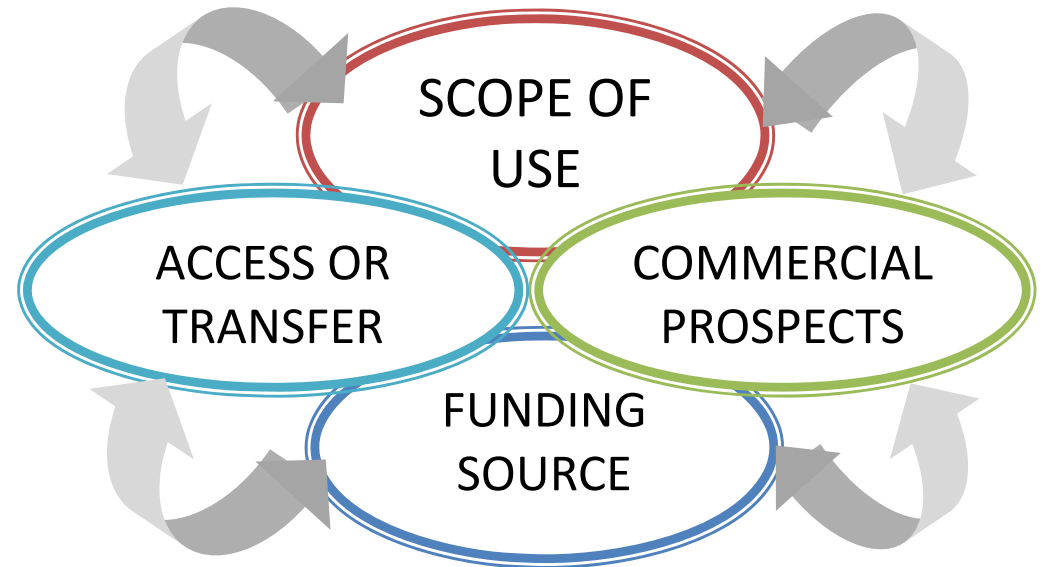 SCOPE OF
USE
ACCESS OR
TRANSFER
COMMERCIAL
PROSPECTS
FUNDING
SOURCE